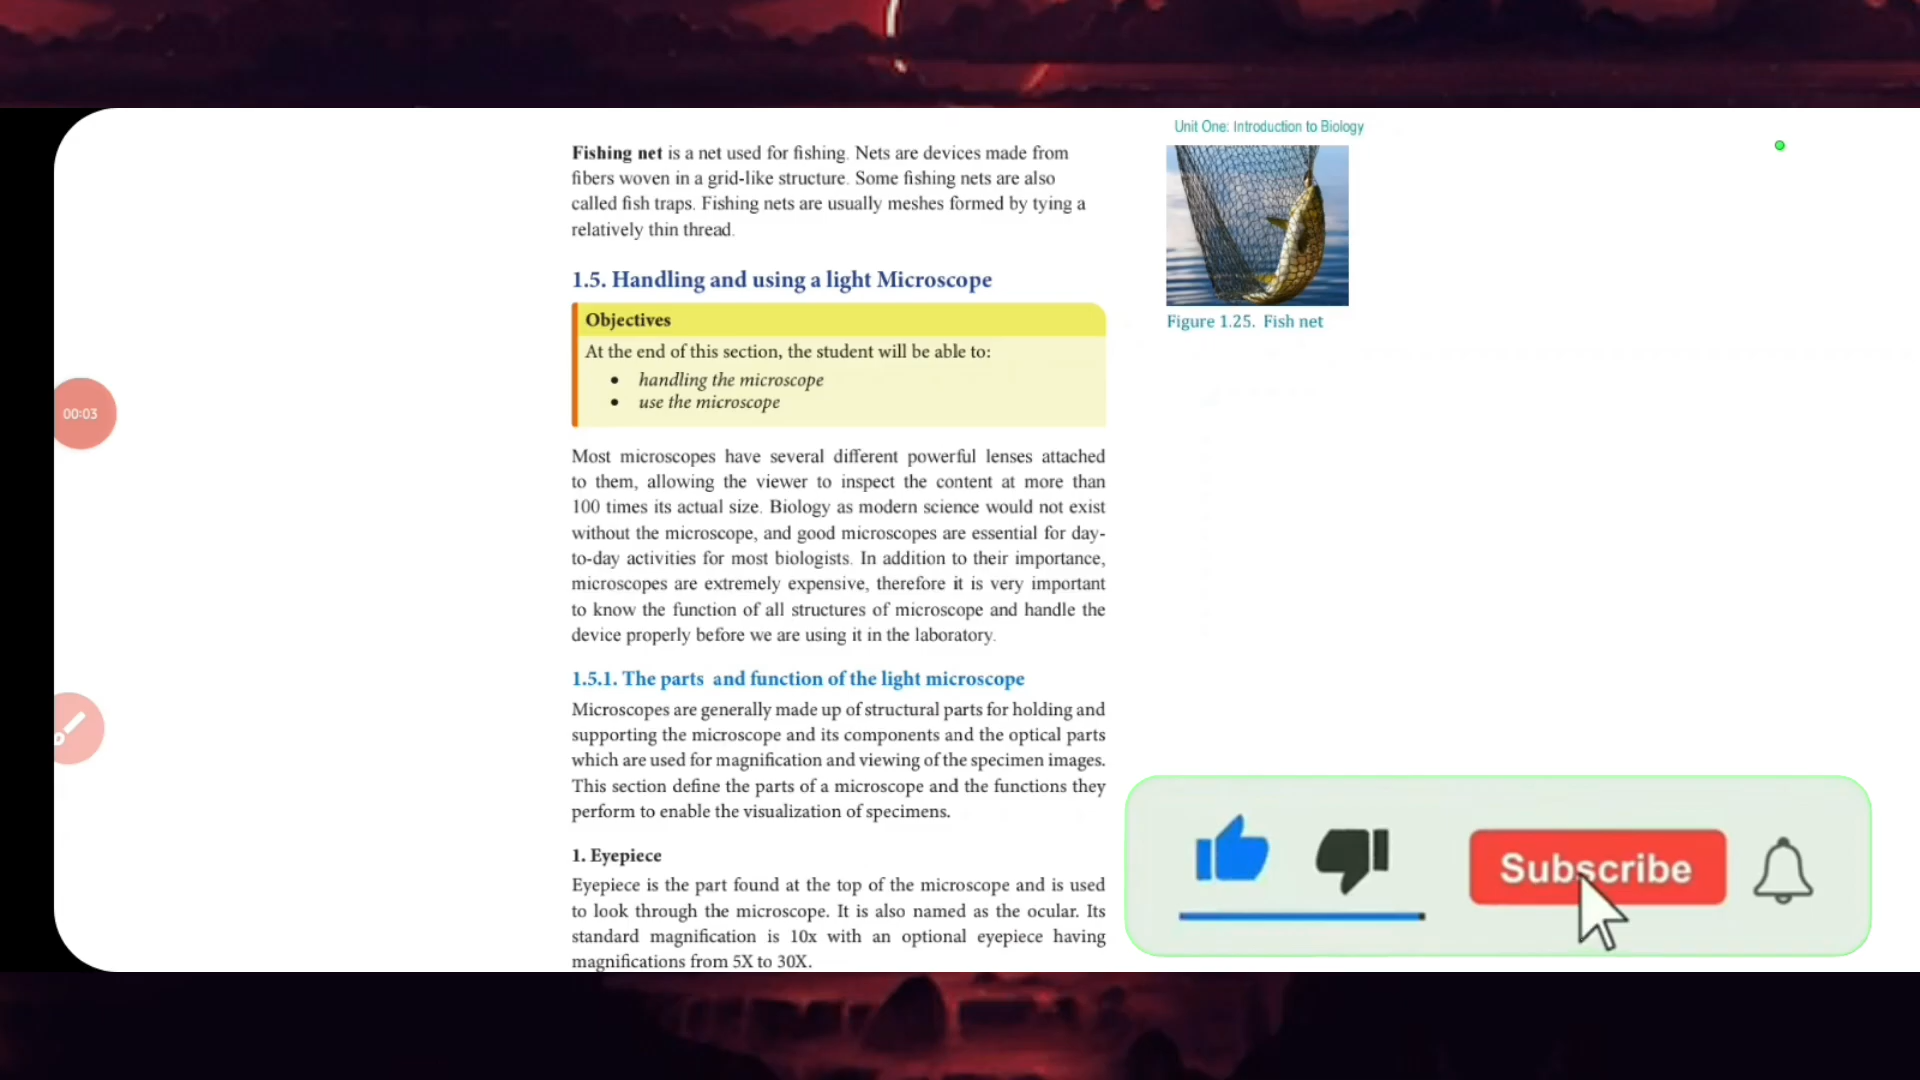 Unit One: Introduction to Biology
Fishing net is a net used for fishing. Nets are devices made from
fibers woven in a grid-like structure. Some fishing nets are also
called fish traps. Fishing nets are usually meshes formed by tying a
relatively thin thread.
Figure 1.25. Fish net
1.5. Handling and using a light Microscope
Objectives
At the end of this section, the student will be able to:
• handling the microscope
• use the microscope
00:03
Most microscopes have several different powerful lenses attached
to them, allowing the viewer to inspect the content at more than
100 times its actual size. Biology as modern science would not exist
without the microscope, and good microscopes are essential for day-
to-day activities for most biologists. In addition to their importance,
microscopes are extremely expensive, therefore it is very important
to know the function of all structures of microscope and handle the
device properly before we are using it in the laboratory.
1.5.1. The parts and function of the light microscope
Microscopes are generally made up of structural parts for holding and
supporting the microscope and its components and the optical parts
which are used for magnification and viewing of the specimen images.
This section define the parts of a microscope and the functions they
perform to enable the visualization of specimens.
1. Eyepiece
Eyepiece is the part found at the top of the microscope and is used
to look through the microscope. It is also named as the ocular. Its
standard magnification is 10x with an optional eyepiece having
magnifications from 5X to 30X.
Subscribe